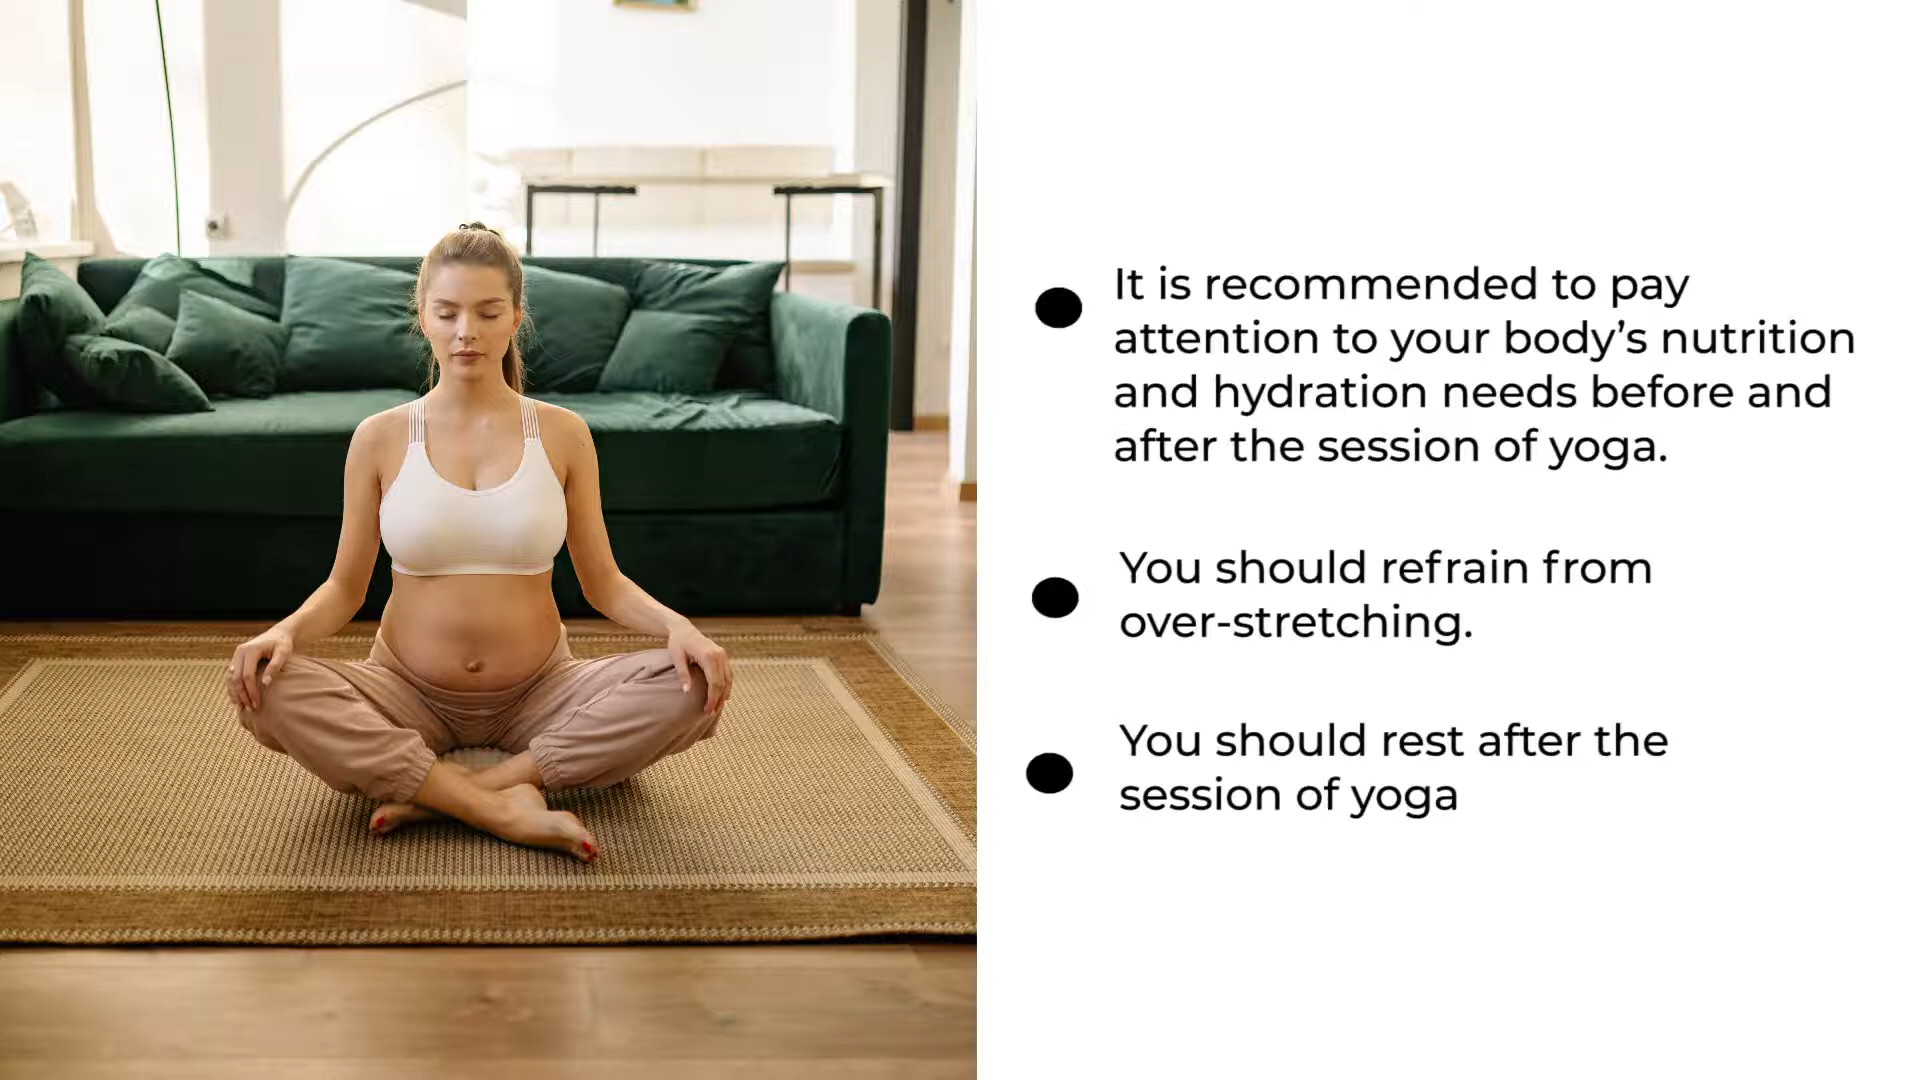 It is recommended to pay
attention to your body’s nutrition
and hydration needs before and
after the session of yoga.
You should refrain from
over-stretching.
You should rest after the
session of yoga